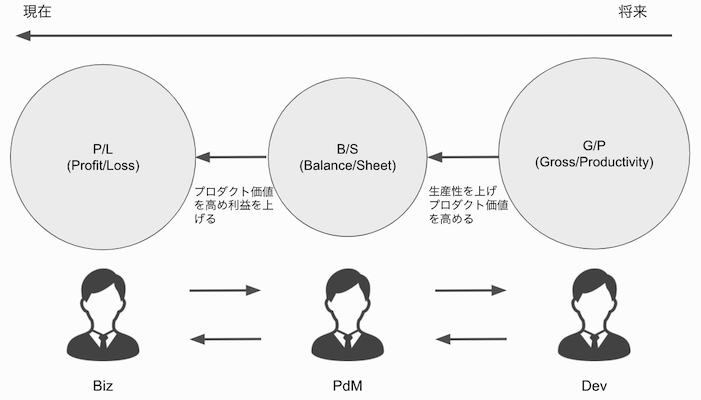 現在
将来
P/L
(Profit/Loss)
B/S
(Balance/Sheet)
G/P
(Gross/Productivity)
プロダクト価値
を高め利益を上
げる
生産性を上げ
プロダクト価値
を高める
Biz
PdM
Dev